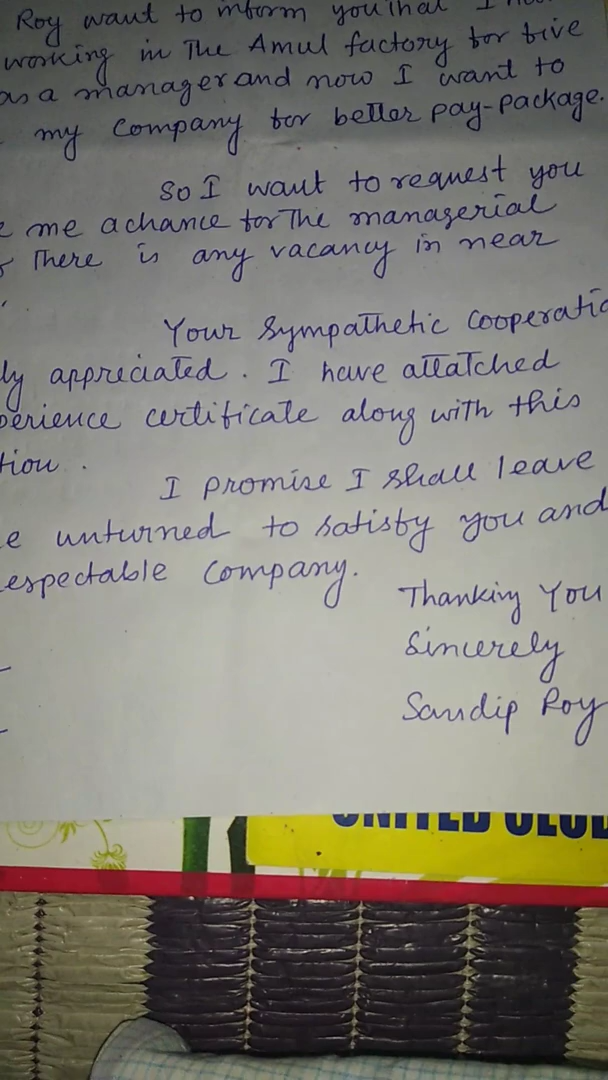 Roy want to inform you that I
working in The Amul factory for five
as a manager and now I want to
my Company for better pay-package.
So I want to request you
me a chance for The managerial
There is any vacancy in near
Your Sympathetic Cooperatio
ly appreciated. I have attatched
perience certificate along with this
tion.
I promise I shall leave
e unturned to satisfy you and
espectable Company.
Thanking You
Sincerely
Sandip Roy
UNITED CLUB